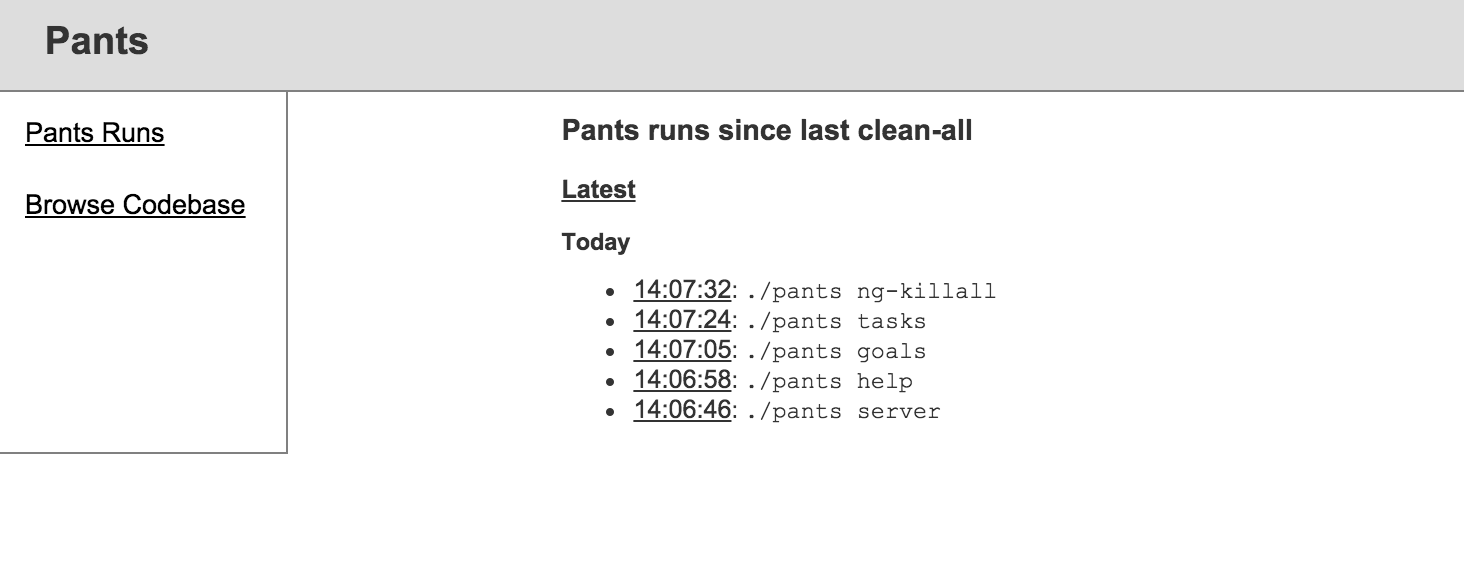 Pants
Pants Runs
Browse Codebase
Pants runs since last clean-all
Latest
Today
14:07:32: ./pants ng-killall
14:07:24: ./pants tasks
14:07:05: ./pants goals
14:06:58: ./pants help
14:06:46: ./pants server